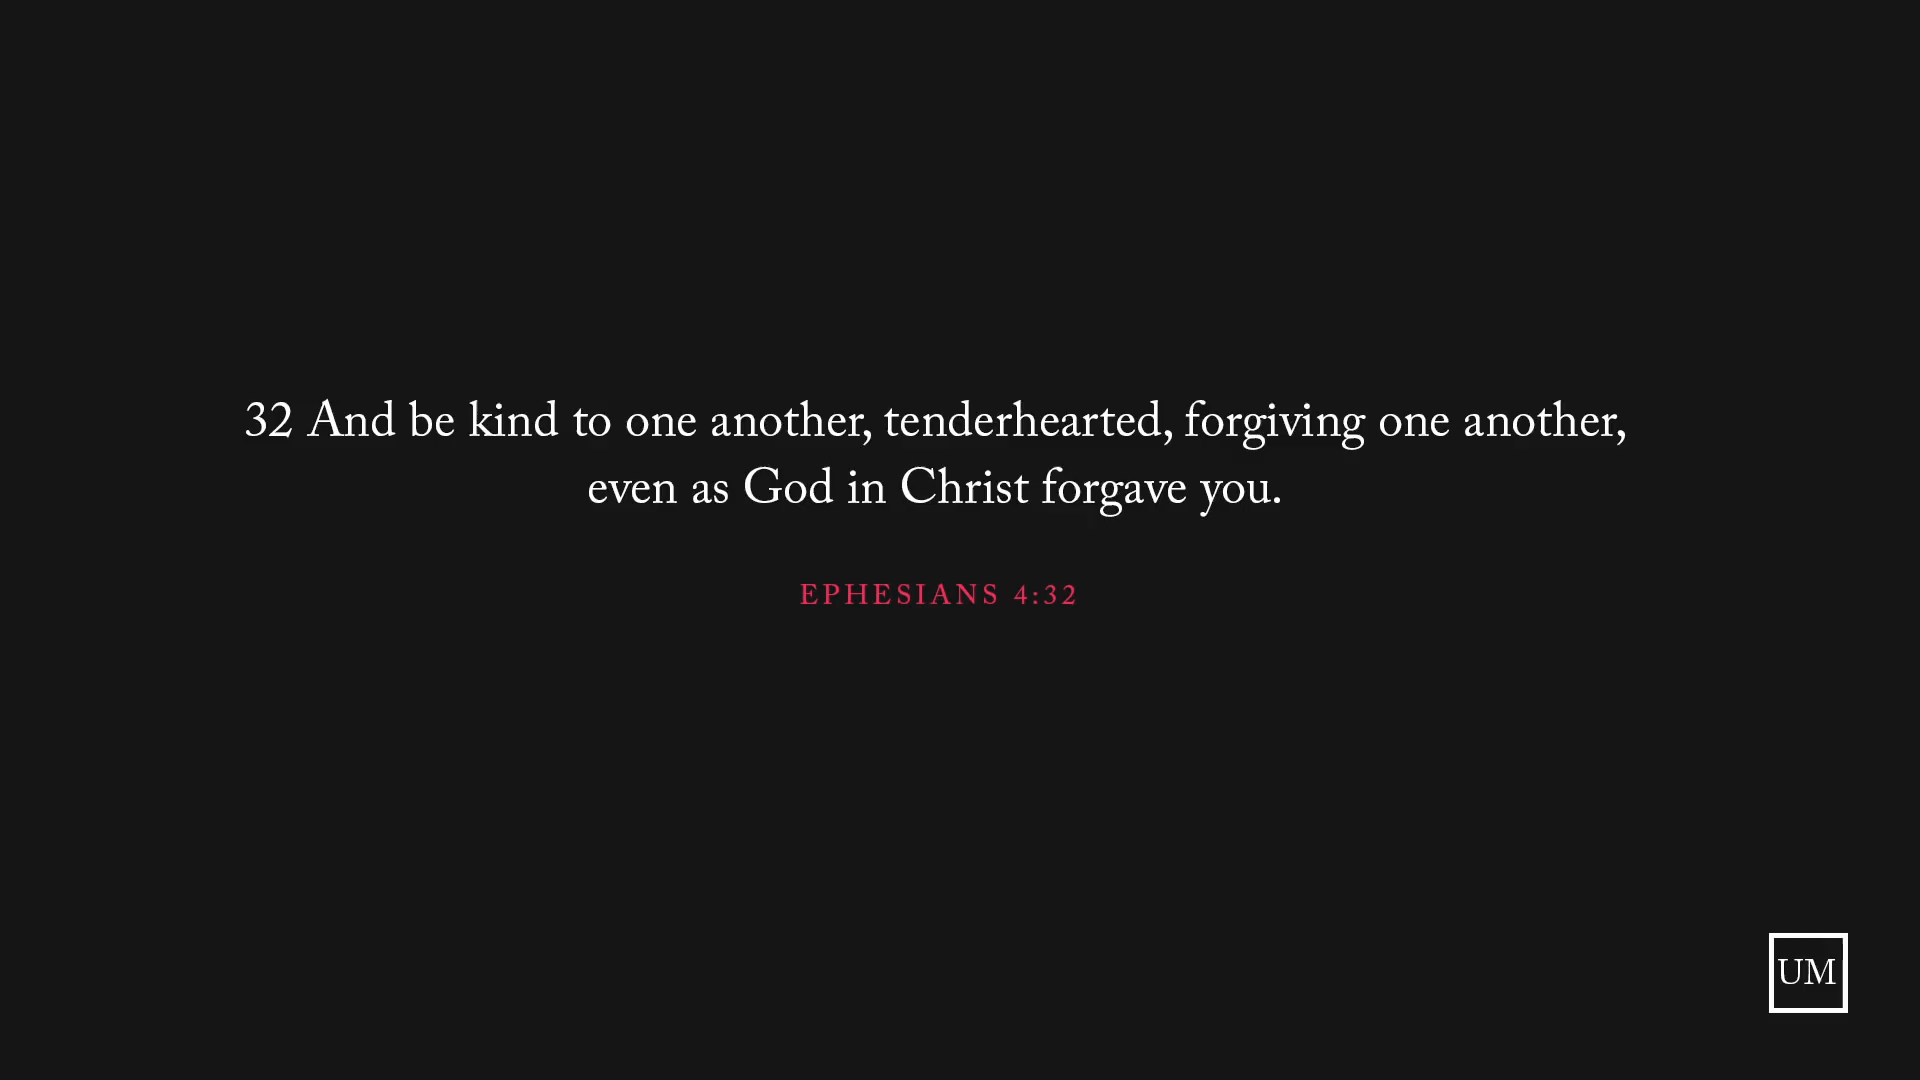 32 And be kind to one another, tenderhearted, forgiving one another,
even as God in Christ forgave you.
EPHESIANS 4:32
UM